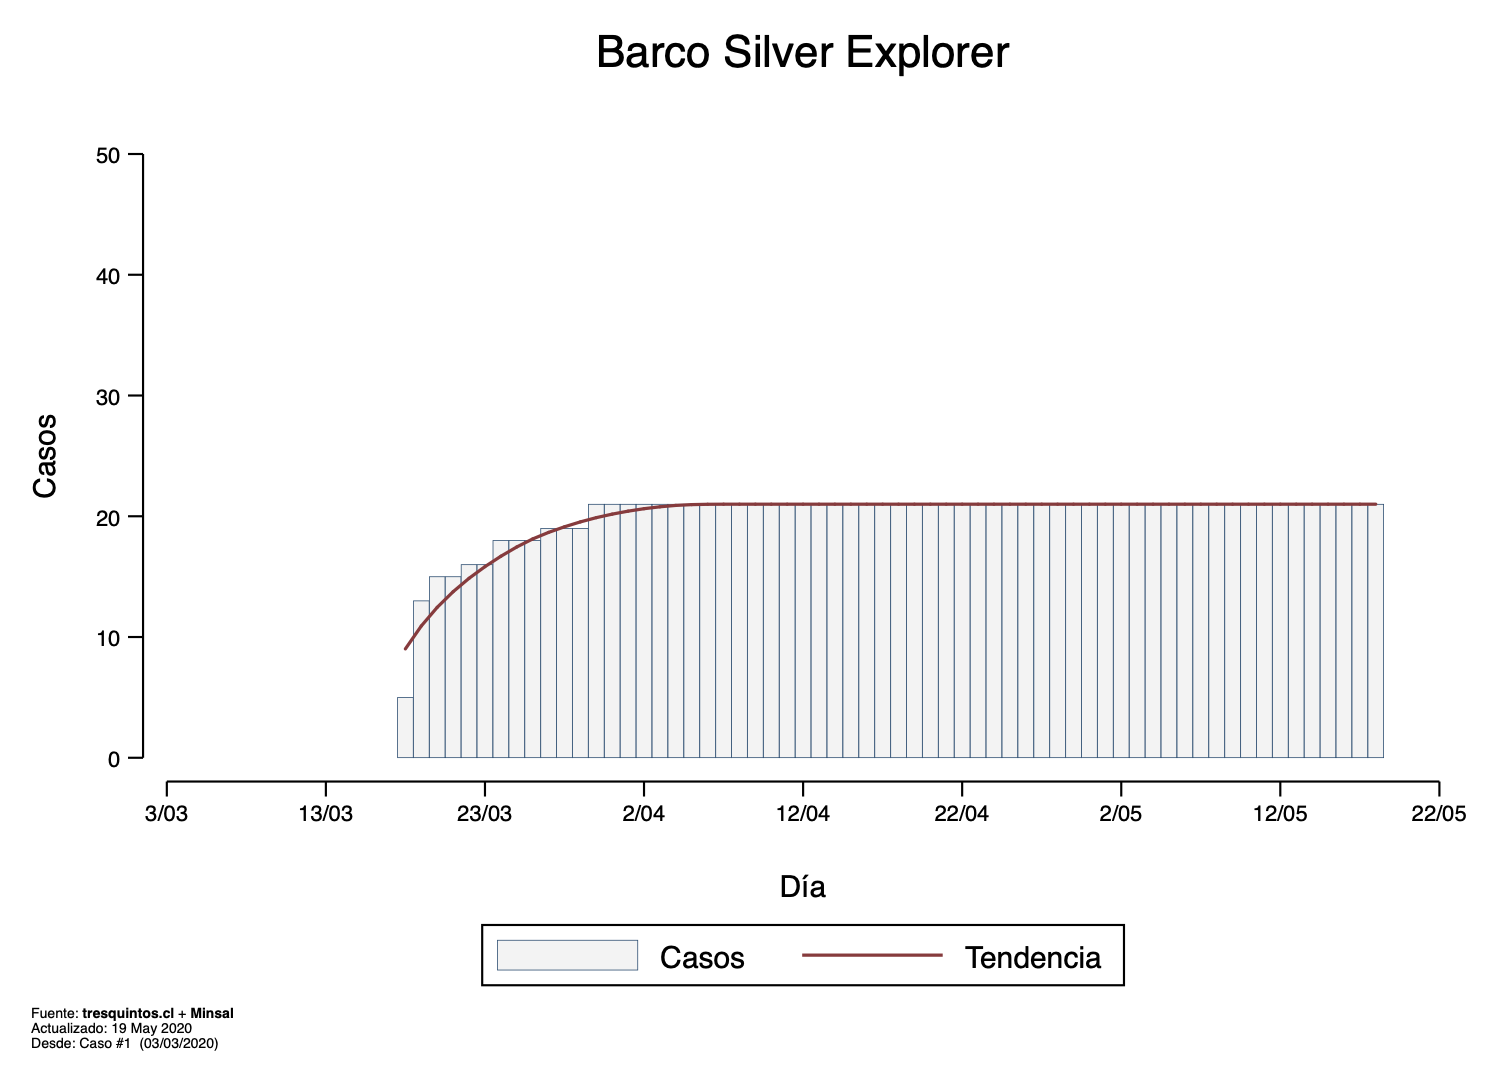 Barco Silver Explorer
50
40
30
20
10
0
Casos
3/03
13/03
23/03
2/04
12/04
22/04
2/05
12/05
22/05
Día
Casos
Tendencia
Fuente: tresquintos.cl + Minsal
Actualizado: 19 May 2020
Desde: Caso #1  (03/03/2020)